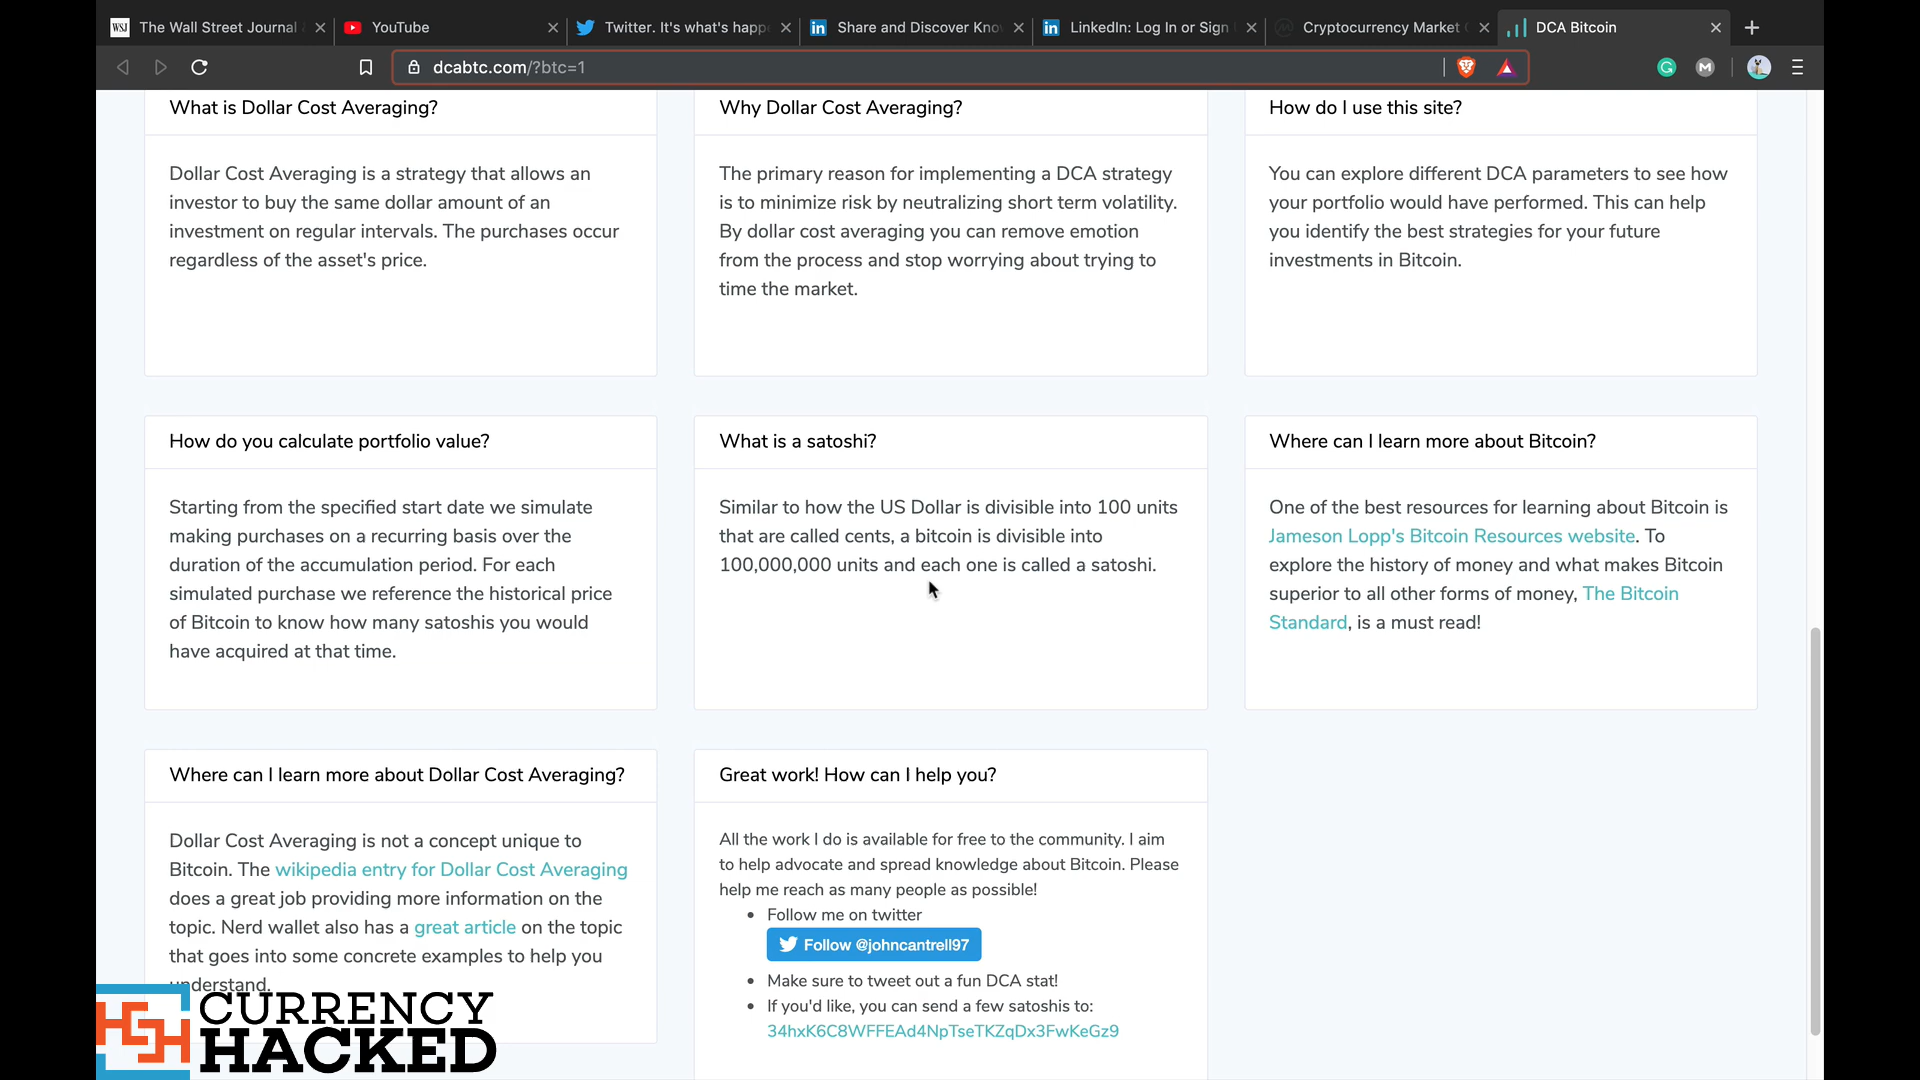 The Wall Street Journal
YouTube
Twitter. It's what's happe
Share and Discover Kno
LinkedIn: Log In or Sign
Cryptocurrency Market
DCA Bitcoin
dcabtc.com/?btc=1
What is Dollar Cost Averaging?
Dollar Cost Averaging is a strategy that allows an
investor to buy the same dollar amount of an
investment on regular intervals. The purchases occur
regardless of the asset's price.
Why Dollar Cost Averaging?
The primary reason for implementing a DCA strategy
is to minimize risk by neutralizing short term volatility.
By dollar cost averaging you can remove emotion
from the process and stop worrying about trying to
time the market.
How do I use this site?
You can explore different DCA parameters to see how
your portfolio would have performed. This can help
you identify the best strategies for your future
investments in Bitcoin.
How do you calculate portfolio value?
Starting from the specified start date we simulate
making purchases on a recurring basis over the
duration of the accumulation period. For each
simulated purchase we reference the historical price
of Bitcoin to know how many satoshis you would
have acquired at that time.
What is a satoshi?
Similar to how the US Dollar is divisible into 100 units
that are called cents, a bitcoin is divisible into
100,000,000 units and each one is called a satoshi.
Where can I learn more about Bitcoin?
One of the best resources for learning about Bitcoin is
Jameson Lopp's Bitcoin Resources website. To
explore the history of money and what makes Bitcoin
superior to all other forms of money, The Bitcoin
Standard, is a must read!
Where can I learn more about Dollar Cost Averaging?
Dollar Cost Averaging is not a concept unique to
Bitcoin. The wikipedia entry for Dollar Cost Averaging
does a great job providing more information on the
topic. Nerd wallet also has a great article on the topic
that goes into some concrete examples to help you
understand.
Great work! How can I help you?
All the work I do is available for free to the community. I aim
to help advocate and spread knowledge about Bitcoin. Please
help me reach as many people as possible!
Follow me on twitter
Follow @johncantrell97
Make sure to tweet out a fun DCA stat!
If you'd like, you can send a few satoshis to:
34hxK6C8WFFEAd4NpTseTKZqDx3FwKeGz9
CURRENCY
HACKED